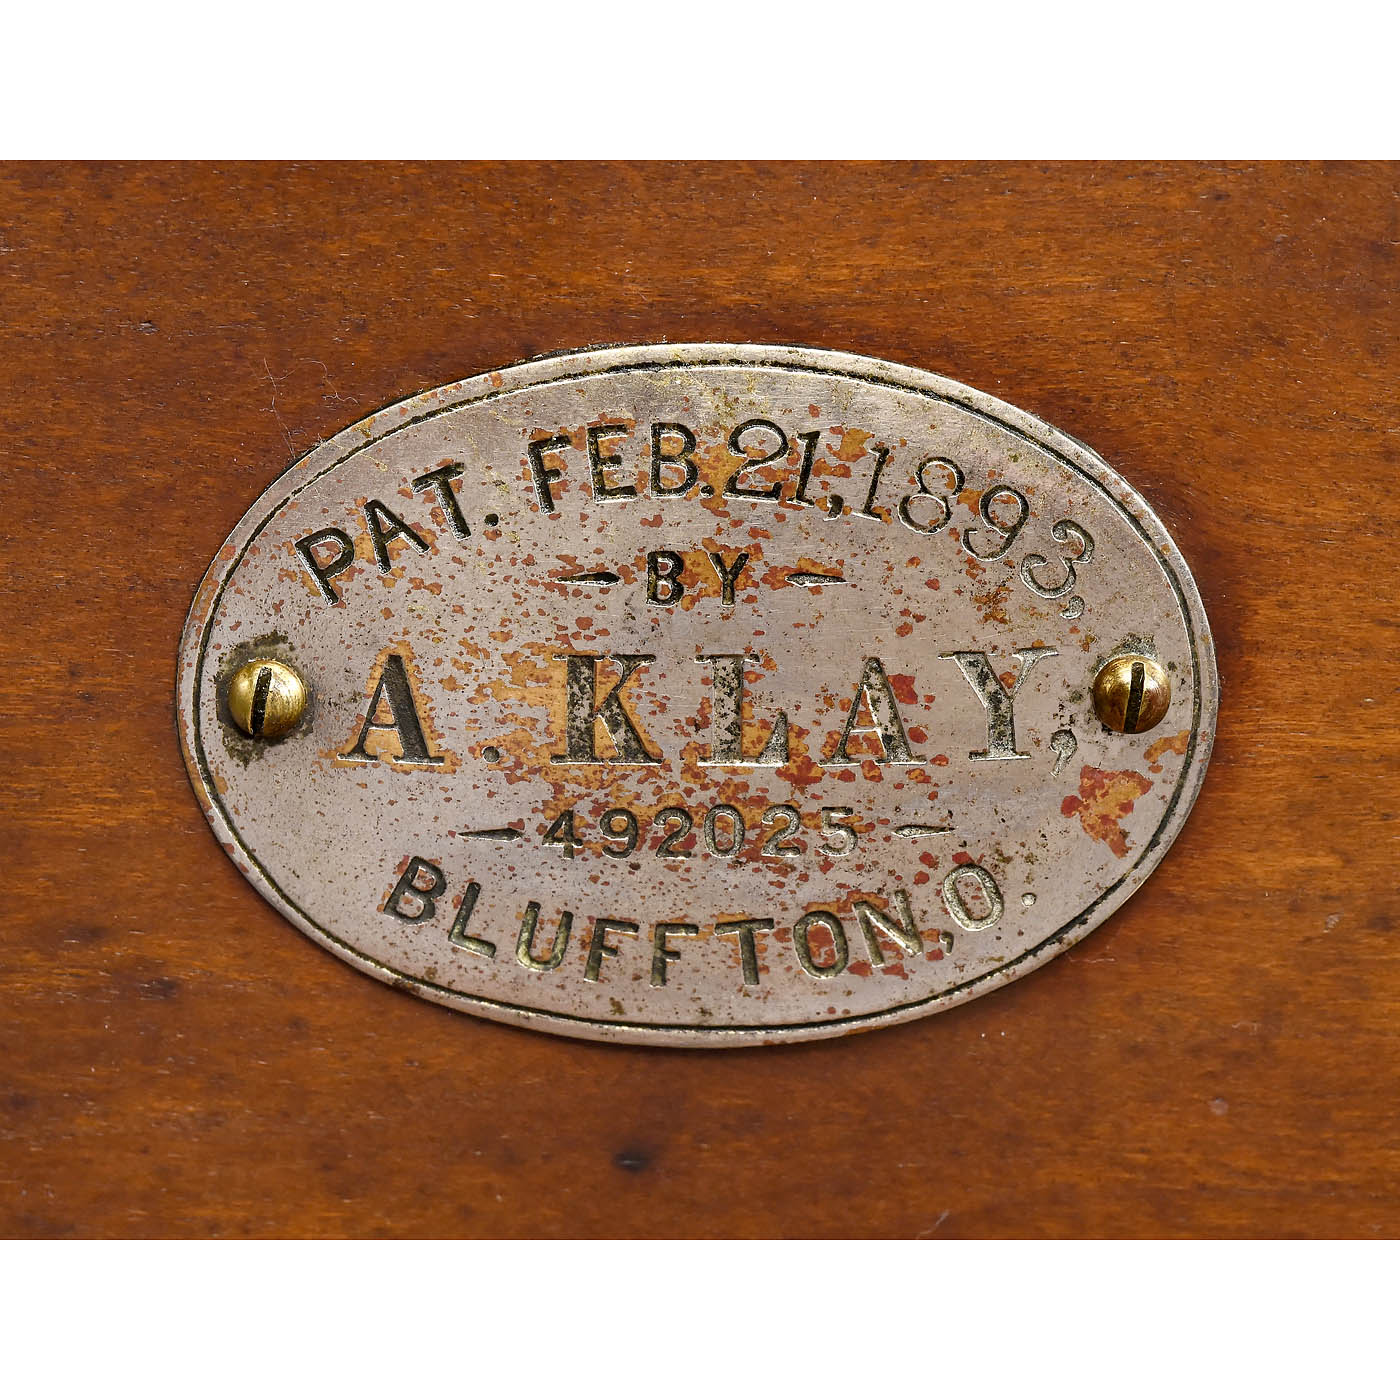 PAT. FEB. 21, 1893,
BY
A. KLAY,
492025
BLUFFTON, O.